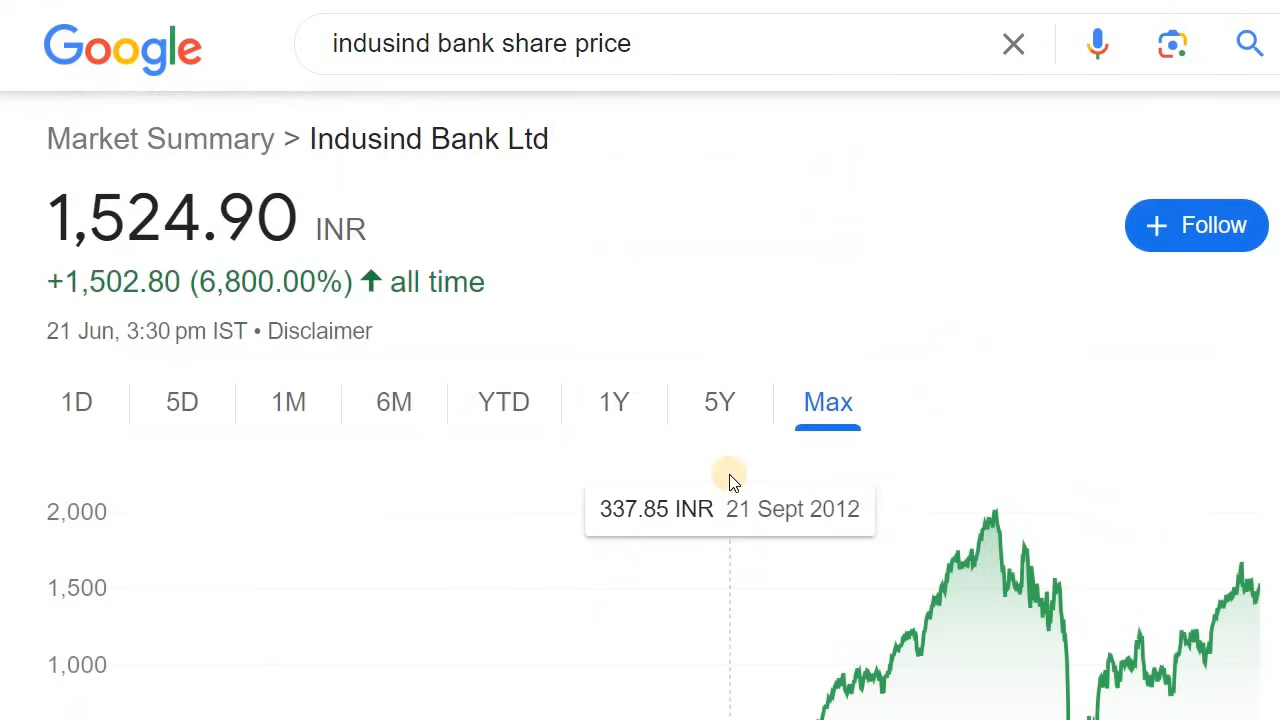 Google
indusind bank share price
Market Summary > Indusind Bank Ltd
1,524.90 INR
+ Follow
+1,502.80 (6,800.00%) ↑ all time
21 Jun, 3:30 pm IST • Disclaimer
1D 5D 1M 6M YTD 1Y 5Y Max
337.85 INR 21 Sept 2012
2,000
1,500
1,000